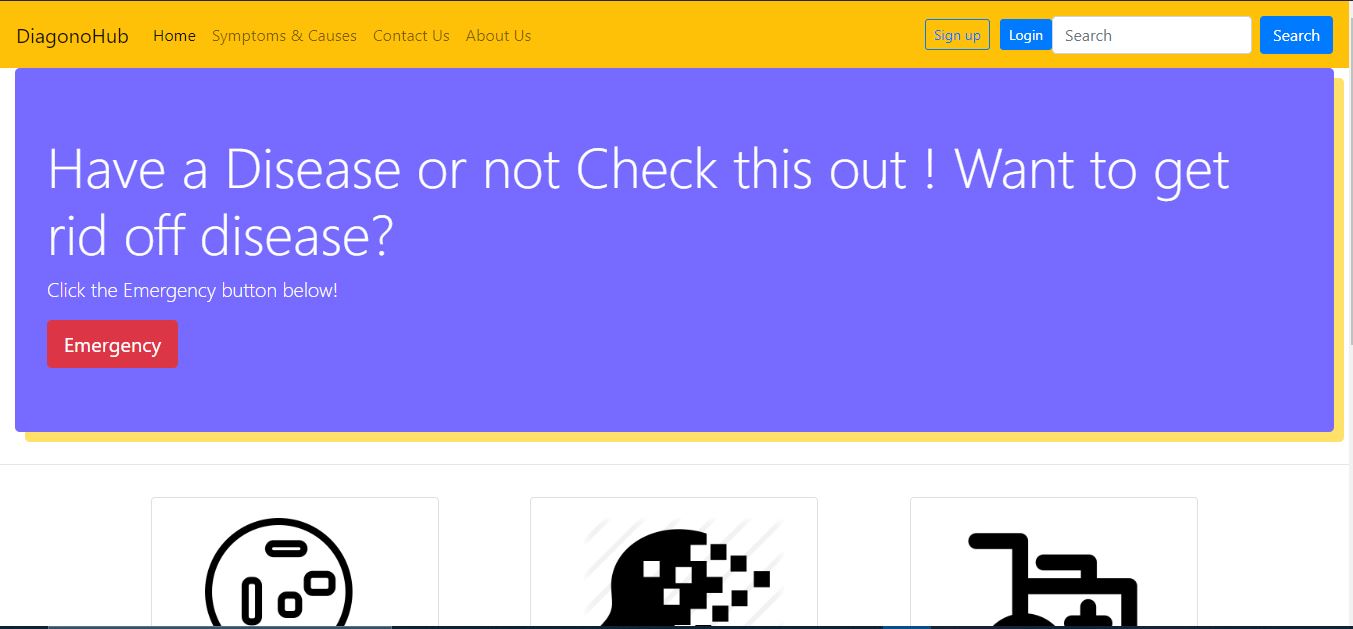 DiagonoHub Home Symptoms & Causes Contact Us About Us Sign up Login Search Search
Have a Disease or not Check this out ! Want to get
rid off disease?
Click the Emergency button below!
Emergency